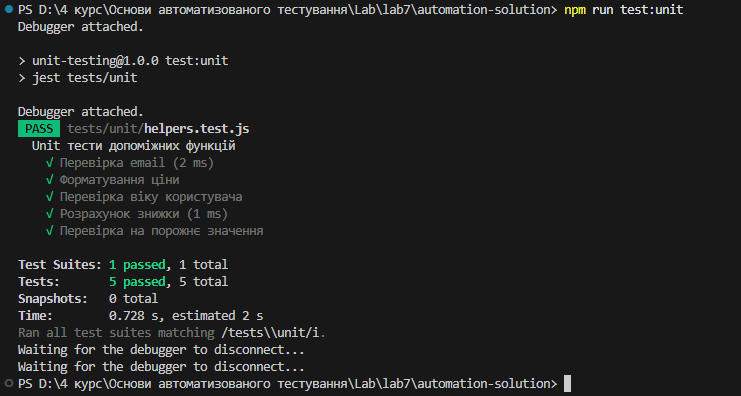 PS D:\4 курс\Основи автоматизованого тестування\Lab\lab7\automation-solution> npm run test:unit
Debugger attached.
> unit-testing@1.0.0 test:unit
> jest tests/unit
Debugger attached.
PASS tests/unit/helpers.test.js
Unit тести допоміжних функцій
√ Перевірка email (2 ms)
√ Форматування ціни
√ Перевірка віку користувача
√ Розрахунок знижки (1 ms)
√ Перевірка на порожнє значення
Test Suites: 1 passed, 1 total
Tests: 5 passed, 5 total
Snapshots: 0 total
Time: 0.728 s, estimated 2 s
Ran all test suites matching /tests\\unit/i.
Waiting for the debugger to disconnect...
Waiting for the debugger to disconnect...
PS D:\4 курс\Основи автоматизованого тестування\Lab\lab7\automation-solution>